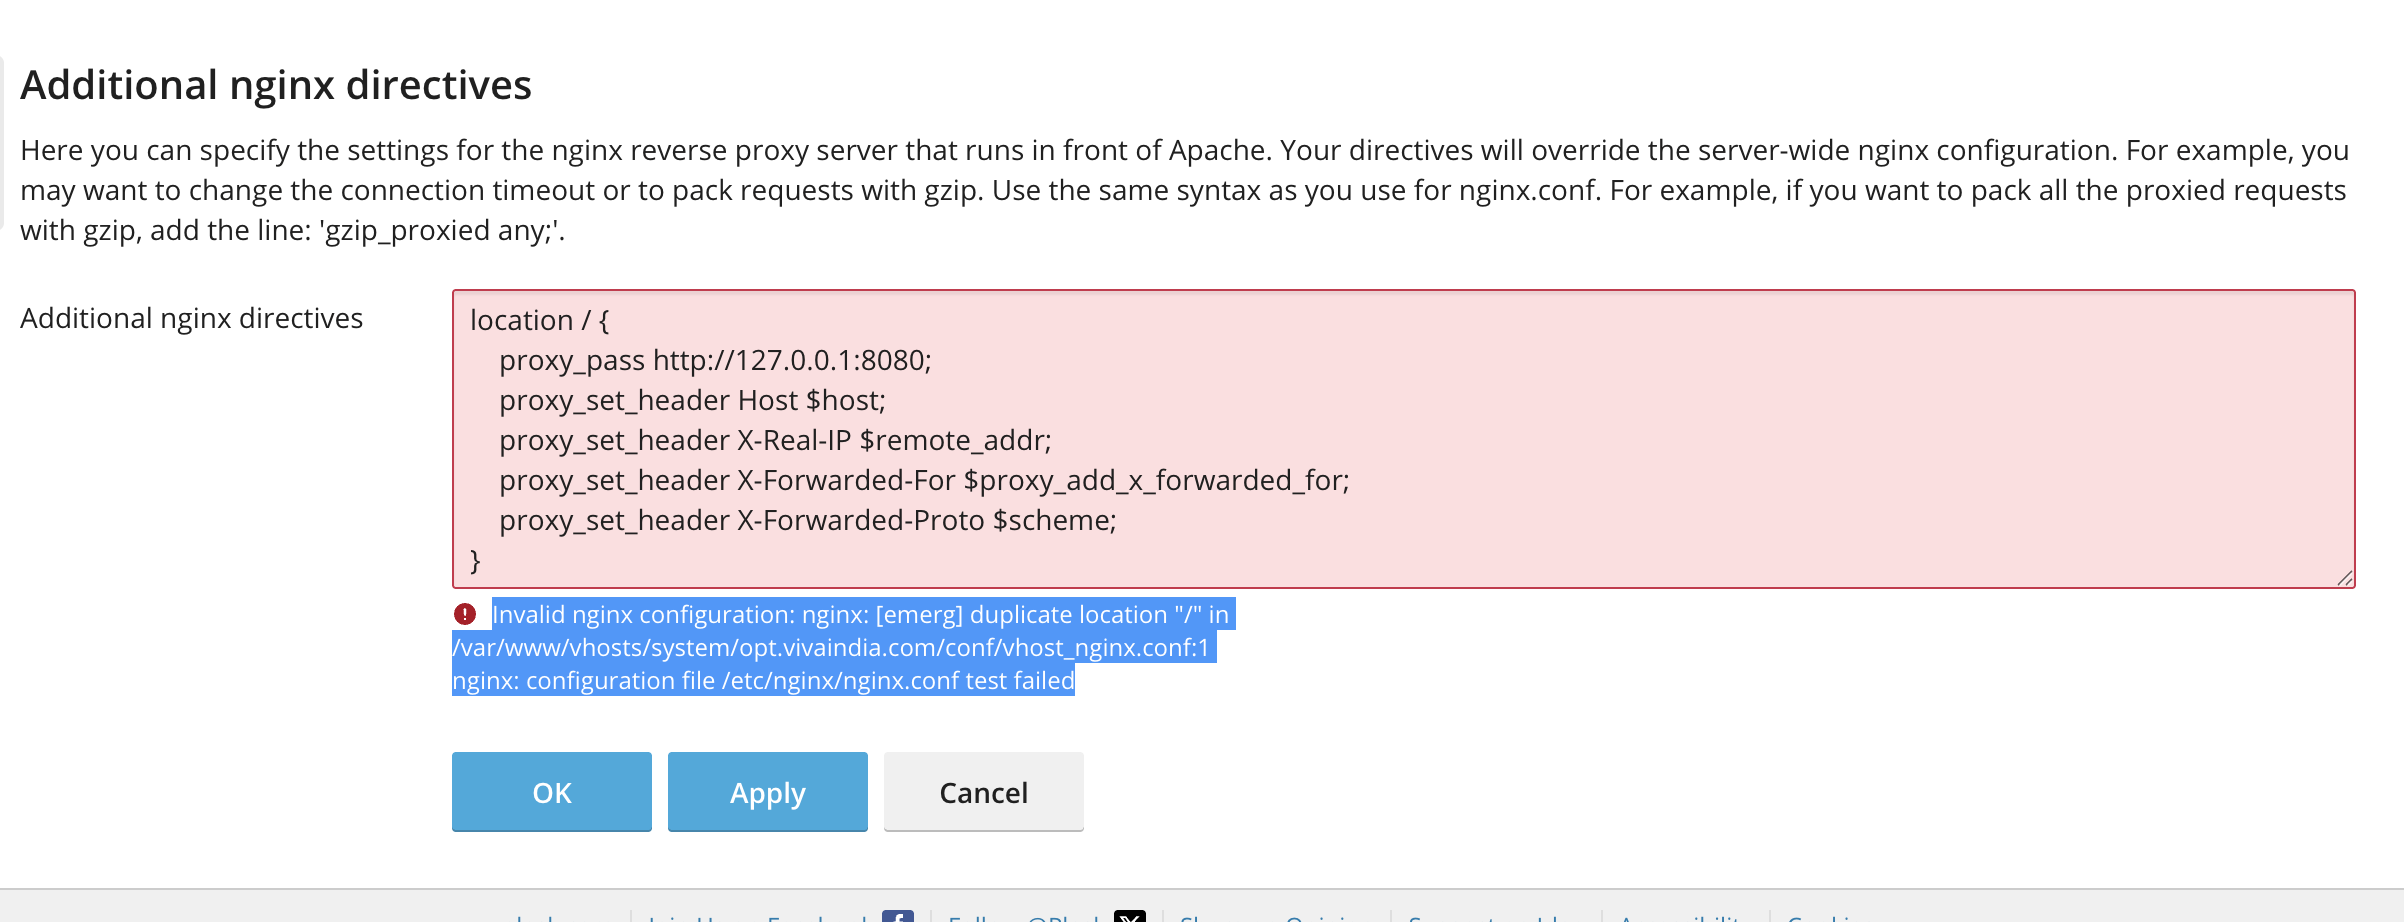 Additional nginx directives
Here you can specify the settings for the nginx reverse proxy server that runs in front of Apache. Your directives will override the server-wide nginx configuration. For example, you
may want to change the connection timeout or to pack requests with gzip. Use the same syntax as you use for nginx.conf. For example, if you want to pack all the proxied requests
with gzip, add the line: 'gzip_proxied any;'.
Additional nginx directives
location / {
proxy_pass http://127.0.0.1:8080;
proxy_set_header Host $host;
proxy_set_header X-Real-IP $remote_addr;
proxy_set_header X-Forwarded-For $proxy_add_x_forwarded_for;
proxy_set_header X-Forwarded-Proto $scheme;
}
Invalid nginx configuration: nginx: [emerg] duplicate location "/" in
/var/www/vhosts/system/opt.vivaindia.com/conf/vhost_nginx.conf:1
nginx: configuration file /etc/nginx/nginx.conf test failed
OK Apply Cancel